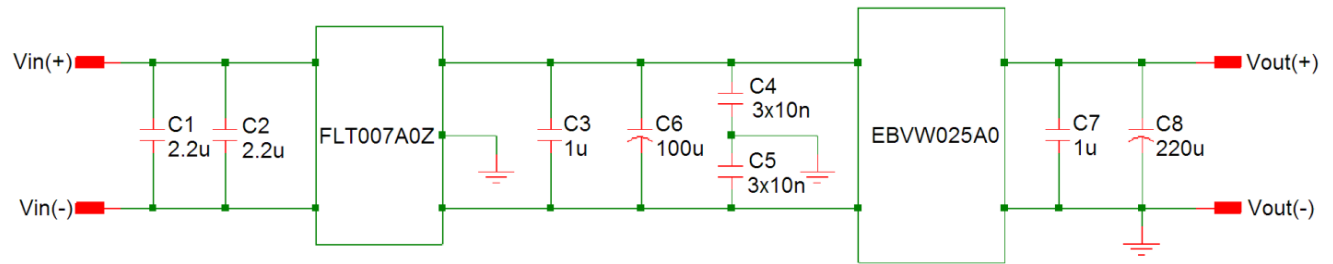 Vin(+)
Vin(-)
C1
2.2u
C2
2.2u
FLT007A0Z
C3
1u
C6
100u
C4
3x10n
C5
3x10n
EBVW025A0
C7
1u
C8
220u
Vout(+)
Vout(-)